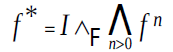 f* = I ∧F ⋀n>0 fⁿ